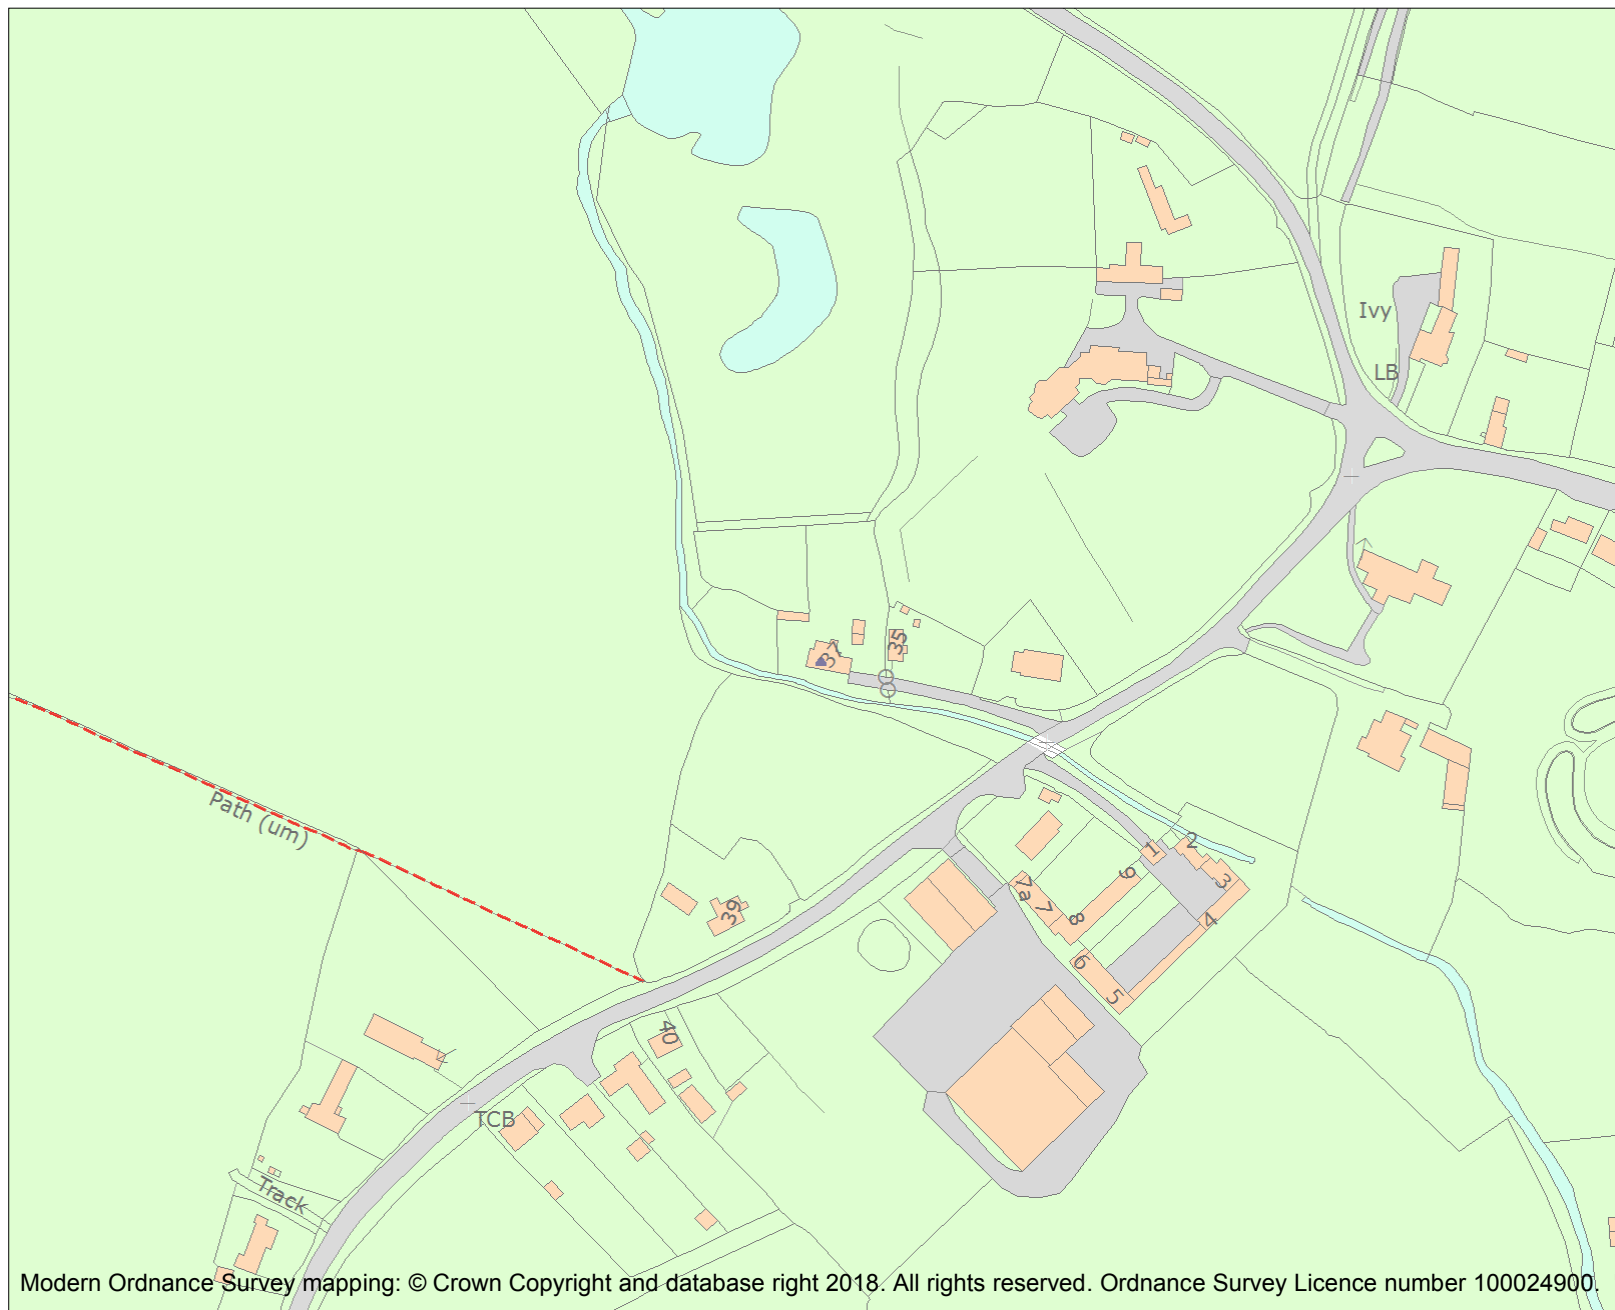 Ivy
LB
37
35
Path (um)
1
2
9
3
7a
7
8
4
39
6
5
40
TCB
Track
Modern Ordnance Survey mapping: © Crown Copyright and database right 2018. All rights reserved. Ordnance Survey Licence number 100024900.